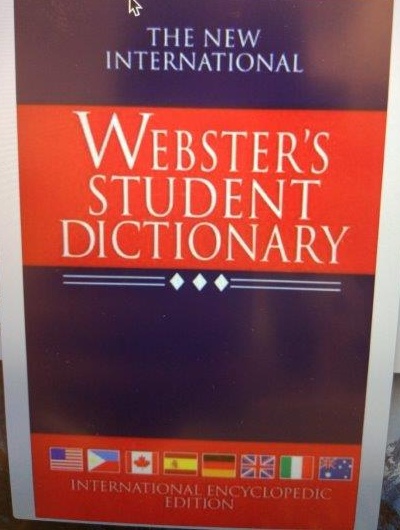 THE NEW
INTERNATIONAL
WEBSTER'S
STUDENT
DICTIONARY
INTERNATIONAL ENCYCLOPEDIC
EDITION